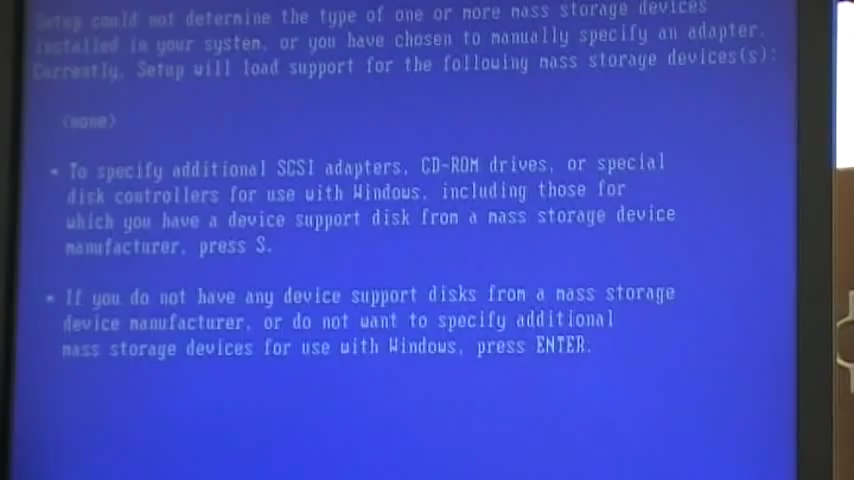 Setup could not determine the type of one or more mass storage devices
installed in your system, or you have chosen to manually specify an adapter.
Currently, Setup will load support for the following mass storage devices(s):
(none)
• To specify additional SCSI adapters, CD-ROM drives, or special
disk controllers for use with Windows, including those for
which you have a device support disk from a mass storage device
manufacturer, press S.
• If you do not have any device support disks from a mass storage
device manufacturer, or do not want to specify additional
mass storage devices for use with Windows, press ENTER.